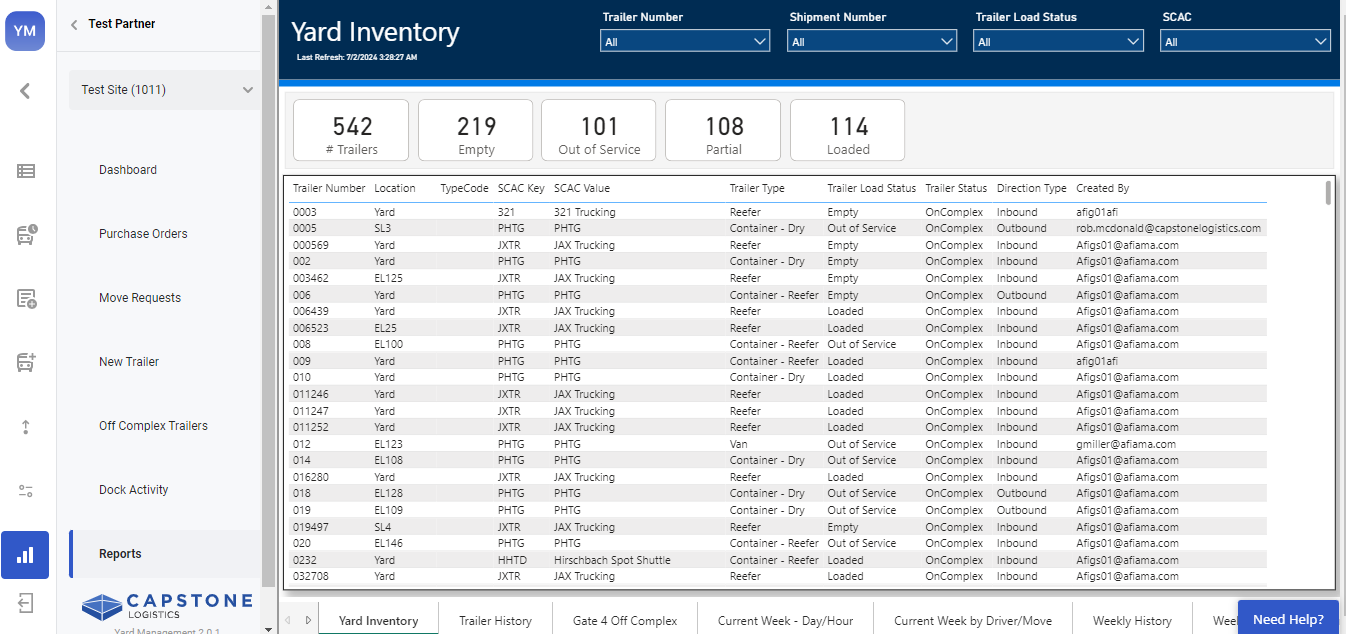 YM
Test Partner
Test Site (1011)
Dashboard
Purchase Orders
Move Requests
New Trailer
Off Complex Trailers
Dock Activity
Reports
CAPSTONE
LOGISTICS
Yard Management 2.0.1
Yard Inventory
Last Refresh: 7/2/2024 3:28:27 AM
Trailer Number Shipment Number Trailer Load Status SCAC
All All All All
542 219 101 108 114
# Trailers Empty Out of Service Partial Loaded
Trailer Number Location TypeCode SCAC Key SCAC Value Trailer Type Trailer Load Status Trailer Status Direction Type Created By
0003 Yard 321 321 Trucking Reefer Empty OnComplex Inbound afig01afi
0005 SL3 PHTG PHTG Container - Dry Out of Service OnComplex Outbound rob.mcdonald@capstonelogistics.com
000569 Yard JXTR JAX Trucking Reefer Empty OnComplex Inbound Afigs01@afiama.com
002 Yard PHTG PHTG Container - Dry Empty OnComplex Inbound Afigs01@afiama.com
003462 EL125 JXTR JAX Trucking Reefer Empty OnComplex Inbound Afigs01@afiama.com
006 Yard PHTG PHTG Container - Reefer Empty OnComplex Outbound Afigs01@afiama.com
006439 Yard JXTR JAX Trucking Reefer Loaded OnComplex Inbound Afigs01@afiama.com
006523 EL25 JXTR JAX Trucking Reefer Loaded OnComplex Inbound Afigs01@afiama.com
008 EL100 PHTG PHTG Container - Reefer Out of Service OnComplex Inbound Afigs01@afiama.com
009 Yard PHTG PHTG Container - Reefer Loaded OnComplex Inbound afig01afi
010 Yard PHTG PHTG Container - Dry Loaded OnComplex Inbound Afigs01@afiama.com
011246 Yard JXTR JAX Trucking Reefer Loaded OnComplex Inbound Afigs01@afiama.com
011247 Yard JXTR JAX Trucking Reefer Loaded OnComplex Inbound Afigs01@afiama.com
011252 Yard JXTR JAX Trucking Reefer Loaded OnComplex Inbound Afigs01@afiama.com
012 EL123 PHTG PHTG Van Out of Service OnComplex Inbound gmiller@afiama.com
014 EL108 PHTG PHTG Container - Dry Out of Service OnComplex Inbound Afigs01@afiama.com
016280 Yard JXTR JAX Trucking Reefer Loaded OnComplex Inbound Afigs01@afiama.com
018 EL128 PHTG PHTG Container - Dry Out of Service OnComplex Outbound Afigs01@afiama.com
019 EL109 PHTG PHTG Container - Dry Out of Service OnComplex Outbound Afigs01@afiama.com
019497 SL4 JXTR JAX Trucking Reefer Empty OnComplex Inbound Afigs01@afiama.com
020 EL146 PHTG PHTG Container - Reefer Out of Service OnComplex Inbound Afigs01@afiama.com
0232 Yard HHTD Hirschbach Spot Shuttle Container - Reefer Loaded OnComplex Inbound Afigs01@afiama.com
032708 Yard JXTR JAX Trucking Reefer Loaded OnComplex Inbound Afigs01@afiama.com
Yard Inventory Trailer History Gate 4 Off Complex Current Week - Day/Hour Current Week by Driver/Move Weekly History
Need Help?